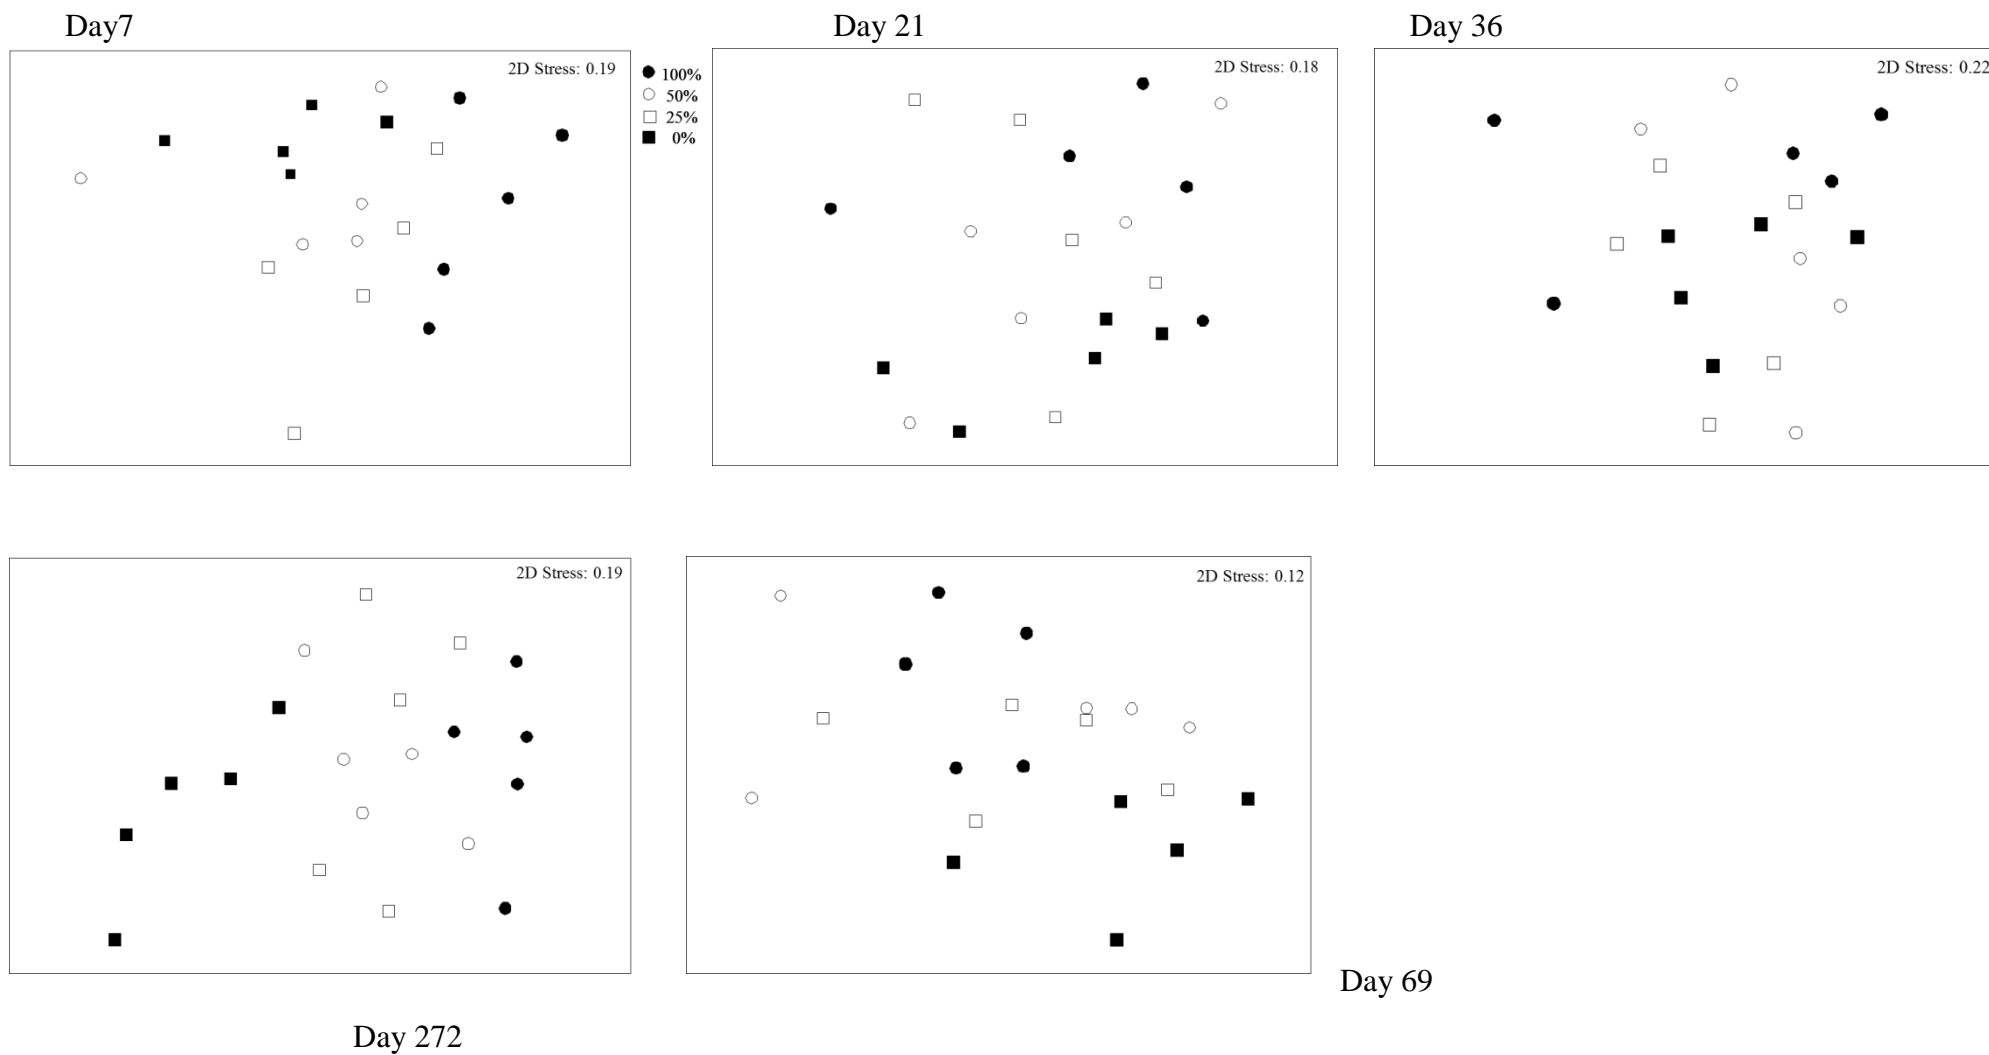 Day7
Day 21
Day 36
2D Stress: 0.19
100%
50%
25%
0%
2D Stress: 0.18
2D Stress: 0.22
2D Stress: 0.19
2D Stress: 0.12
Day 69
Day 272